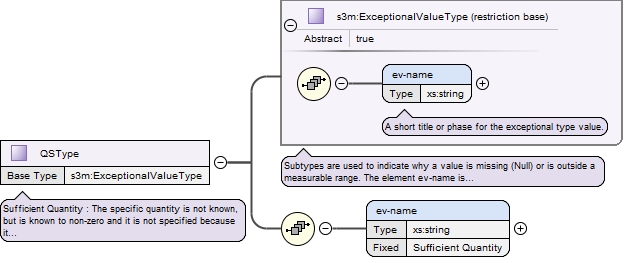 s3m:ExceptionalValueType (restriction base)
Abstract true
ev-name
Type xs:string
A short title or phase for the exceptional type value.
QSType
Base Type s3m:ExceptionalValueType
Subtypes are used to indicate why a value is missing (Null) or is outside a
measurable range. The element ev-name is...
Sufficient Quantity : The specific quantity is not known,
but is known to non-zero and it is not specified because
it...
ev-name
Type xs:string
Fixed Sufficient Quantity